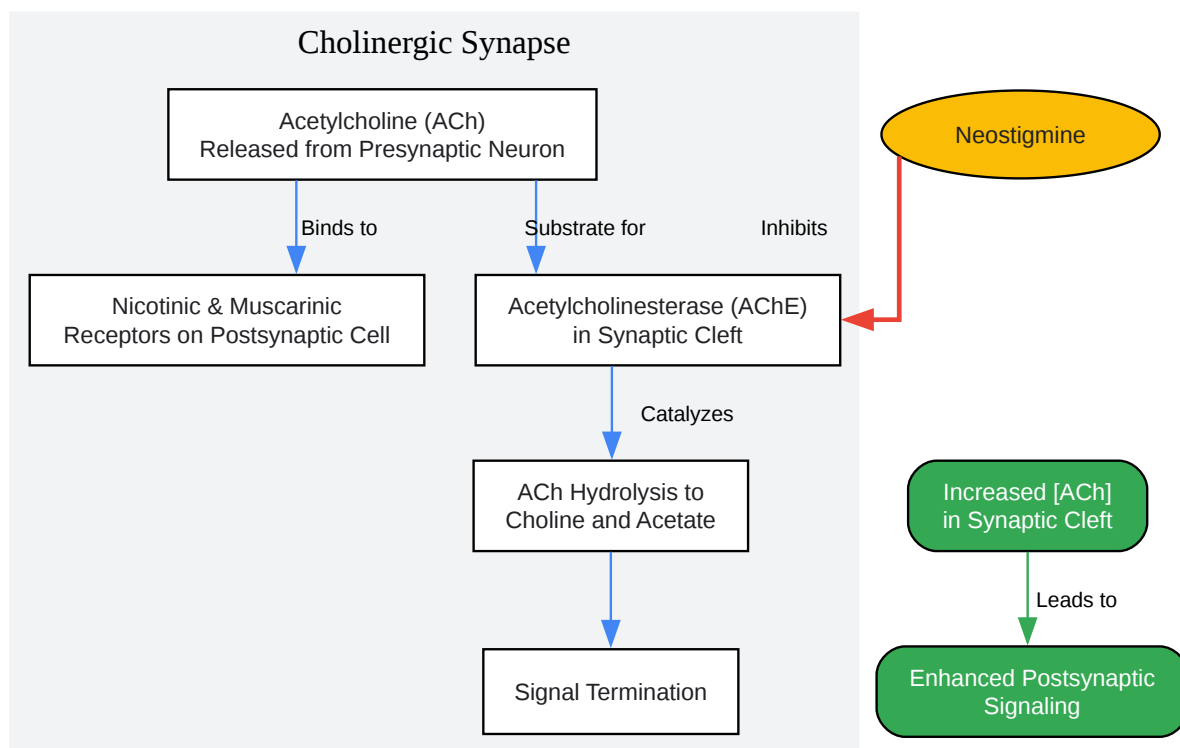 Cholinergic Synapse
Acetylcholine (ACh)
Released from Presynaptic Neuron
Neostigmine
Binds to
Substrate for
Inhibits
Nicotinic & Muscarinic
Receptors on Postsynaptic Cell
Acetylcholinesterase (AChE)
in Synaptic Cleft
Catalyzes
ACh Hydrolysis to
Choline and Acetate
Increased [ACh]
in Synaptic Cleft
Leads to
Signal Termination
Enhanced Postsynaptic
Signaling